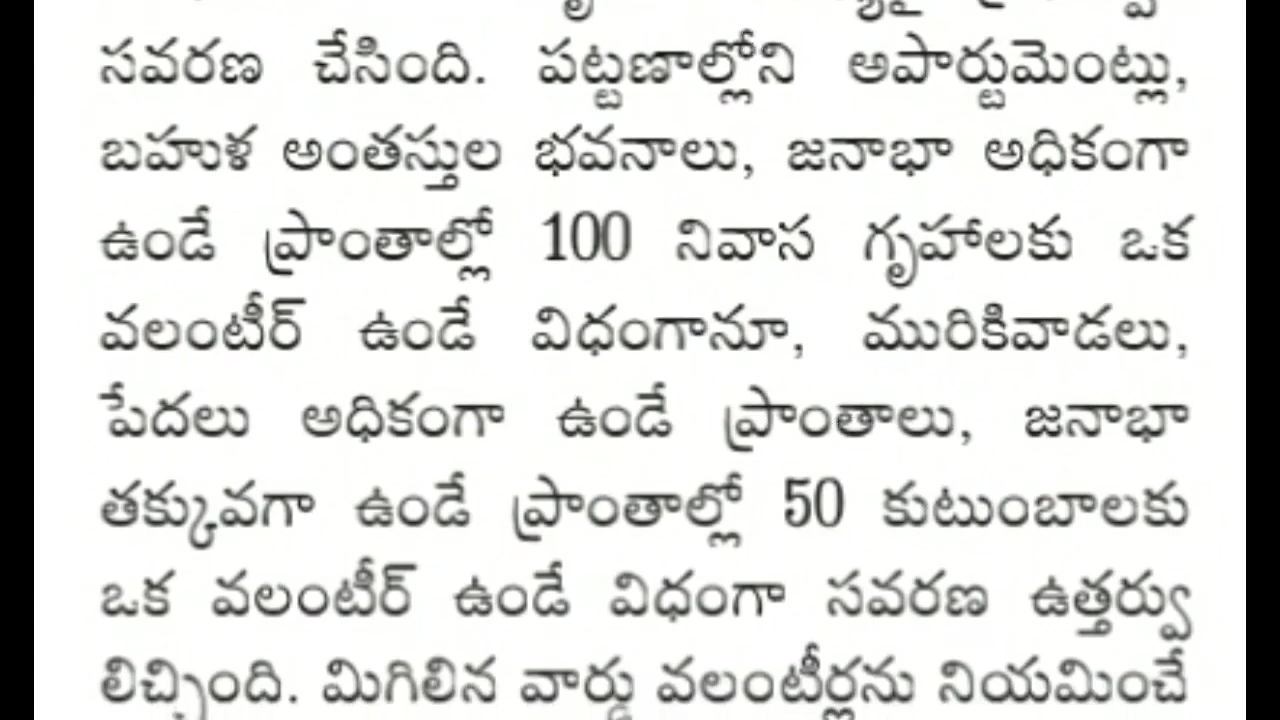 సవరణ చేసింది. పట్టణాల్లోని అపార్టుమెంట్లు,
బహుళ అంతస్తుల భవనాలు, జనాభా అధికంగా
ఉండే ప్రాంతాల్లో 100 నివాస గృహాలకు ఒక
వలంటీర్ ఉండే విధంగానూ, మురికివాడలు,
పేదలు అధికంగా ఉండే ప్రాంతాలు, జనాభా
తక్కువగా ఉండే ప్రాంతాల్లో 50 కుటుంబాలకు
ఒక వలంటీర్ ఉండే విధంగా సవరణ ఉత్తర్వు
లిచ్చింది. మిగిలిన వార్డు వలంటీర్లను నియమించే